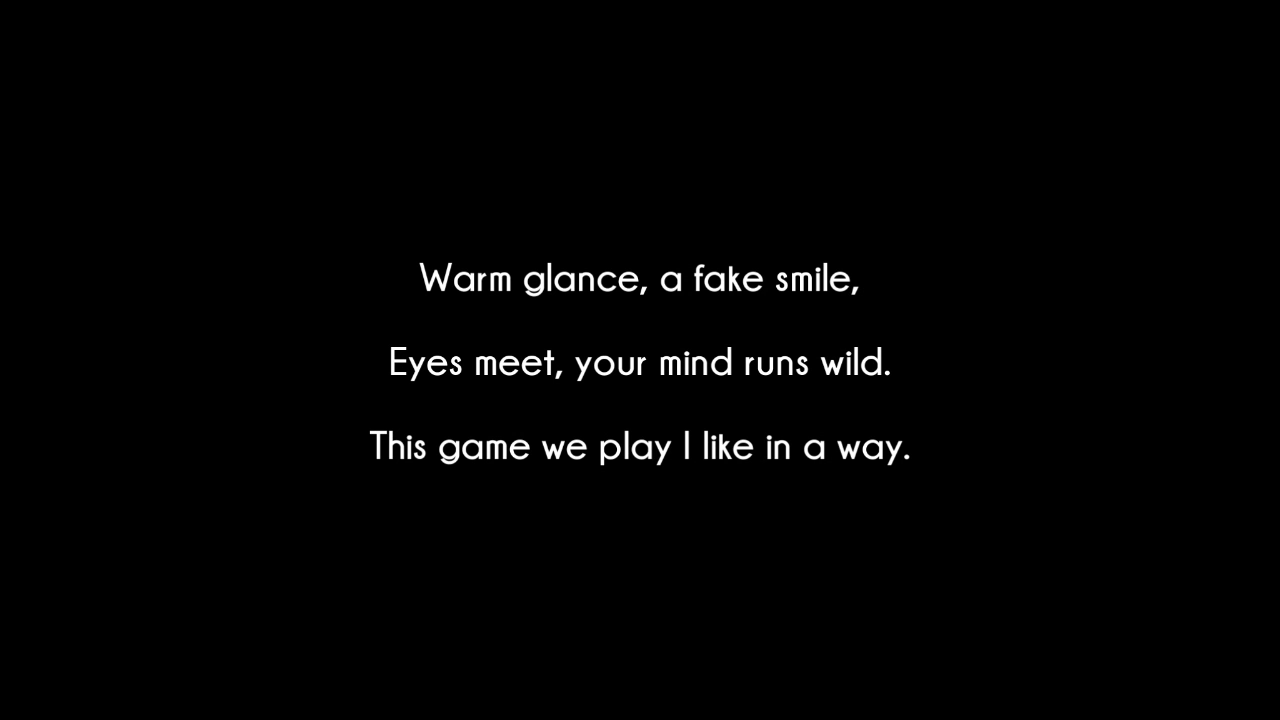 Warm glance, a fake smile,
Eyes meet, your mind runs wild.
This game we play I like in a way.